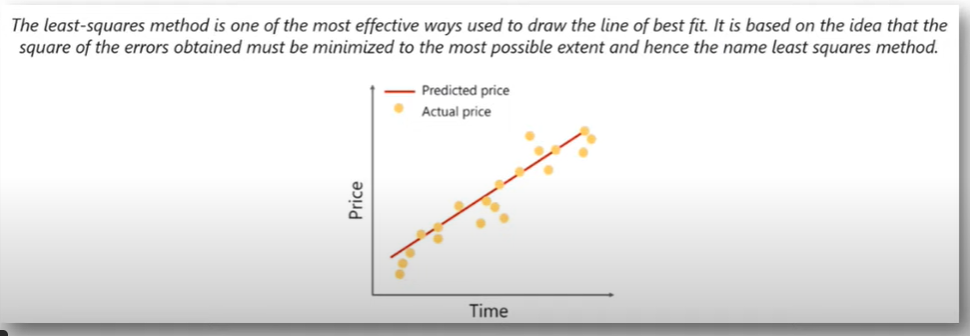 The least-squares method is one of the most effective ways used to draw the line of best fit. It is based on the idea that the
square of the errors obtained must be minimized to the most possible extent and hence the name least squares method.
Predicted price
Actual price
Price
Time